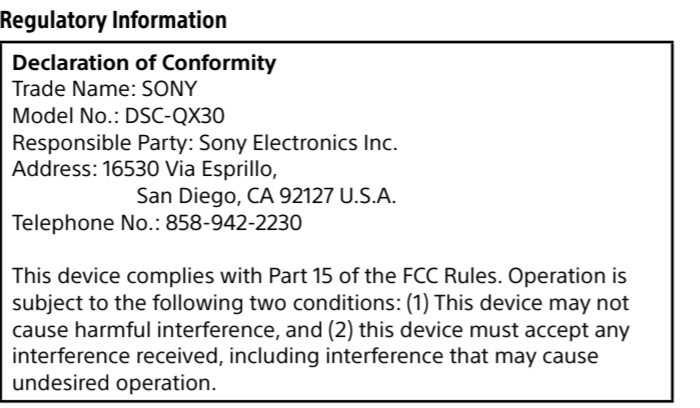 Regulatory Information
Declaration of Conformity
Trade Name: SONY
Model No.: DSC-QX30
Responsible Party: Sony Electronics Inc.
Address: 16530 Via Esprillo,
San Diego, CA 92127 U.S.A.
Telephone No.: 858-942-2230
This device complies with Part 15 of the FCC Rules. Operation is
subject to the following two conditions: (1) This device may not
cause harmful interference, and (2) this device must accept any
interference received, including interference that may cause
undesired operation.